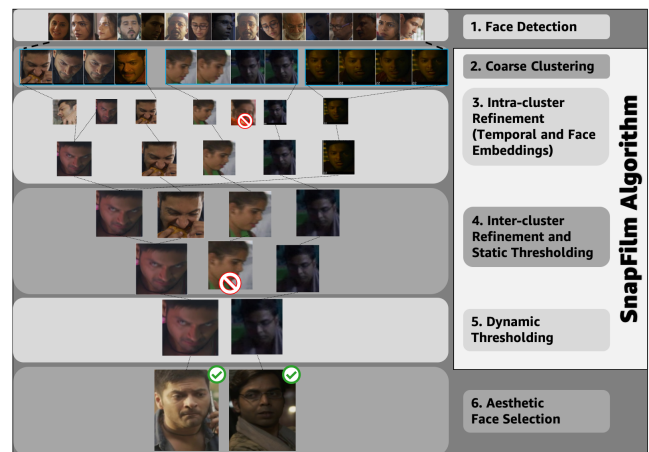 1. Face Detection
2. Coarse Clustering
3. Intra-cluster
Refinement
(Temporal and Face
Embeddings)
4. Inter-cluster
Refinement and
Static Thresholding
5. Dynamic
Thresholding
6. Aesthetic
Face Selection
SnapFilm Algorithm